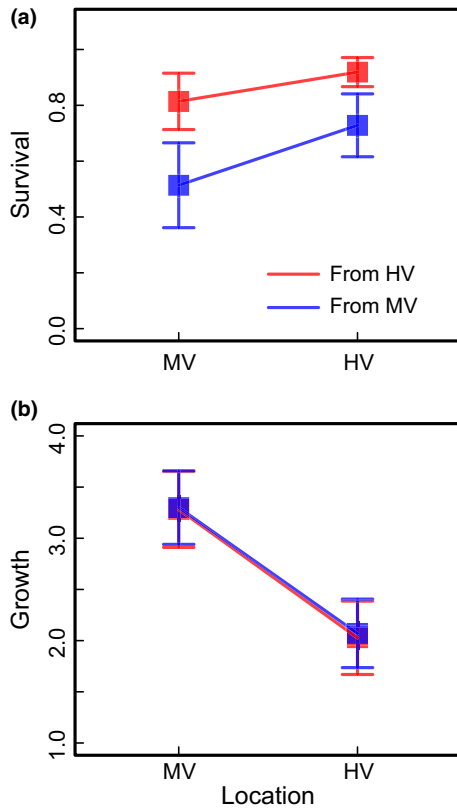 (a)
Survival
0.8
0.4
0.0
From HV
From MV
MV HV
(b)
Growth
4.0
3.0
2.0
1.0
MV HV
Location